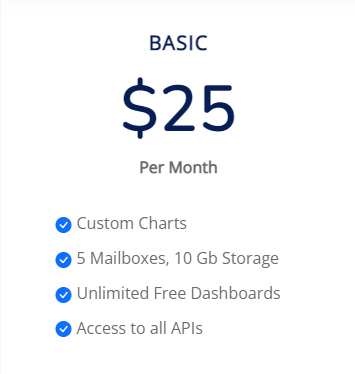 BASIC
$25
Per Month
Custom Charts
5 Mailboxes, 10 Gb Storage
Unlimited Free Dashboards
Access to all APIs